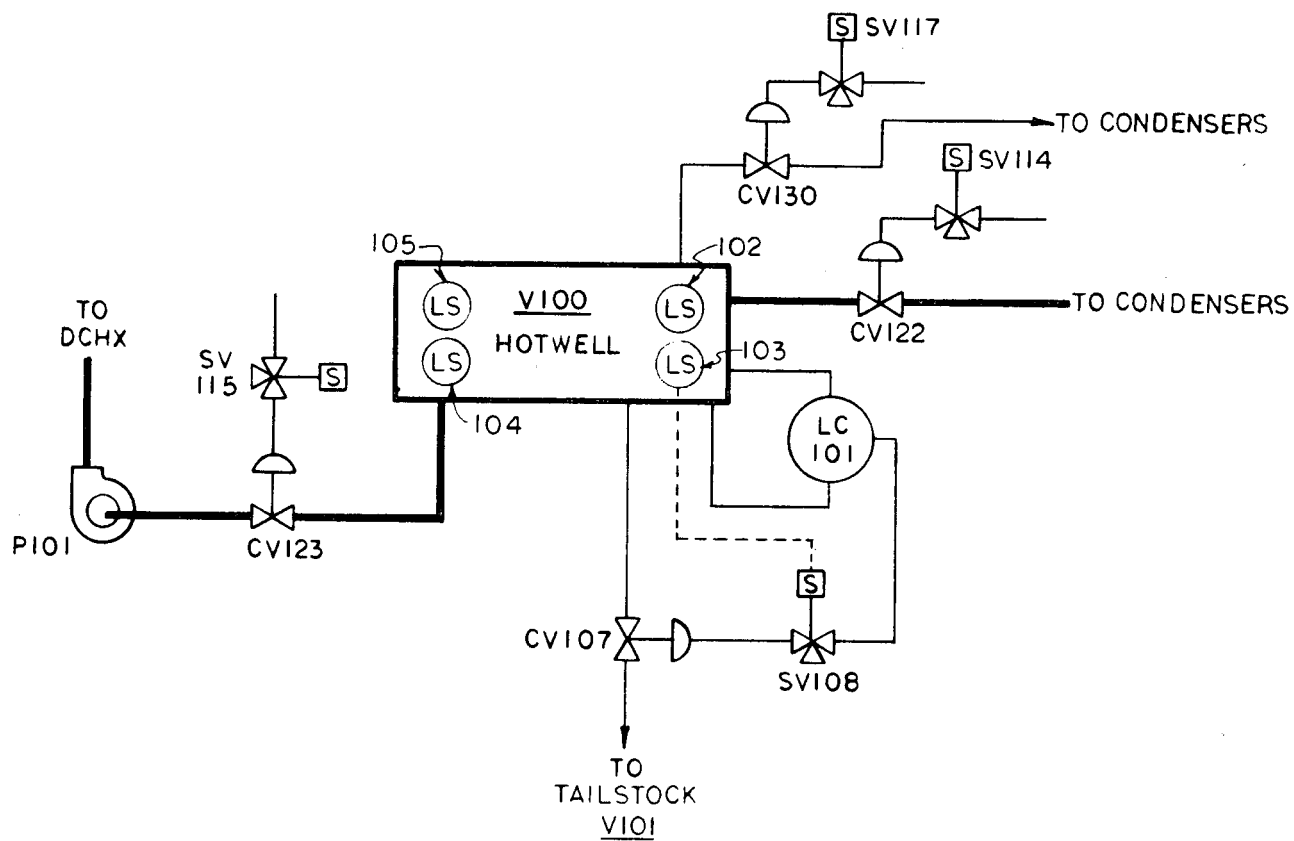 S SV117
TO CONDENSERS
S SV114
CV130
105
102
V100
HOTWELL
LS
LS
LS
LS
103
104
TO CONDENSERS
CV122
TO
DCHX
SV
115
S
LC
101
P101
CV123
S
CV107
SV108
TO
TAILSTOCK
V101